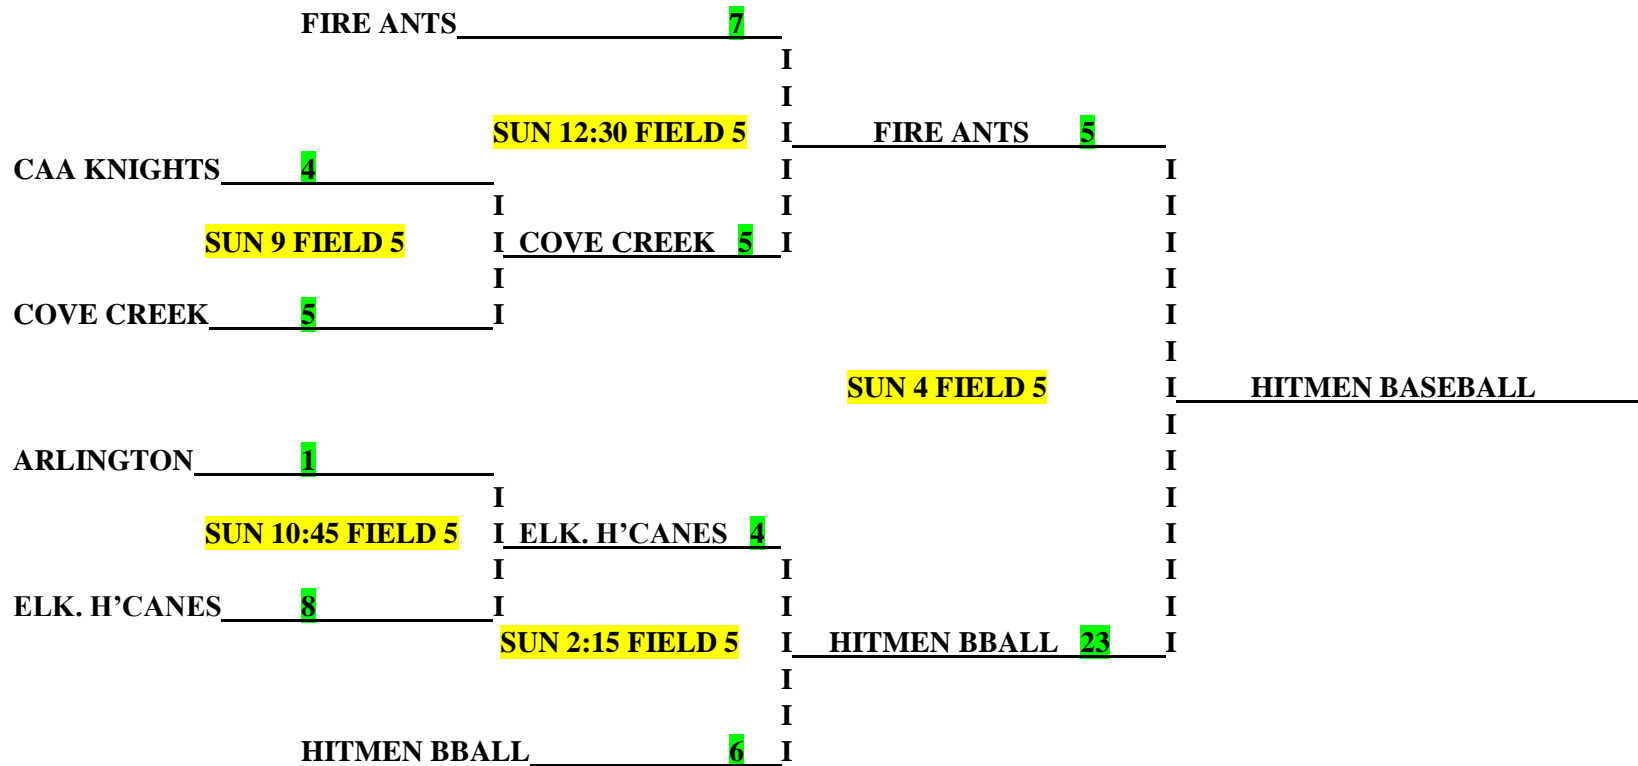 FIRE ANTS 7
I
I
SUN 12:30 FIELD 5 I FIRE ANTS 5
CAA KNIGHTS 4 I I
I I I
SUN 9 FIELD 5 I COVE CREEK 5 I I
I I
COVE CREEK 5 I I
I
SUN 4 FIELD 5 I HITMEN BASEBALL
I
ARLINGTON 1 I
I I
SUN 10:45 FIELD 5 I ELK. H’CANES 4 I
I I I
ELK. H’CANES 8 I I I
SUN 2:15 FIELD 5 I HITMEN BBALL 23 I
I
I
HITMEN BBALL 6 I